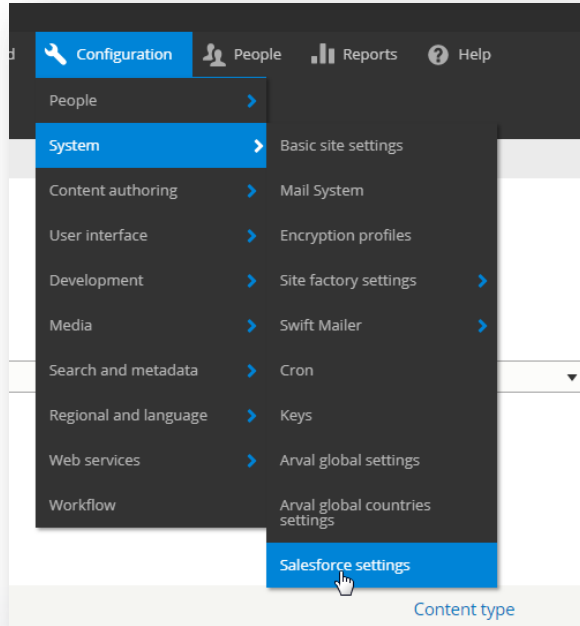 Configuration People Reports Help
People
System
Content authoring
User interface
Development
Media
Search and metadata
Regional and language
Web services
Workflow
Basic site settings
Mail System
Encryption profiles
Site factory settings
Swift Mailer
Cron
Keys
Arval global settings
Arval global countries
settings
Salesforce settings
Content type